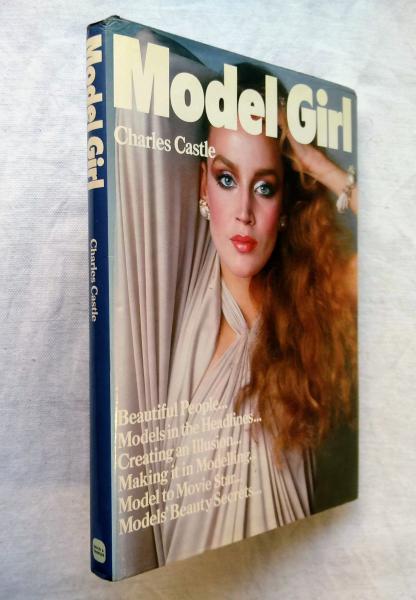 Model Girl
Charles Castle
Beautiful People...
Models in the Headlines...
Creating an Illusion...
Making it in Modelling...
Model to Movie Star...
Models' Beauty Secrets...
Model Girl
Charles Castle